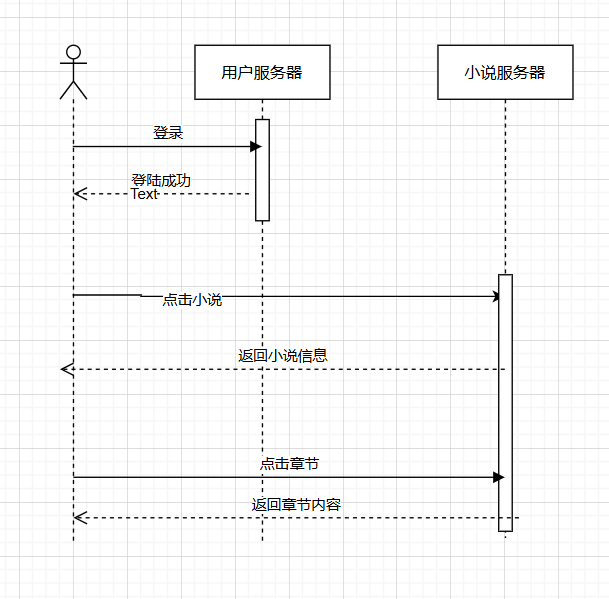 用户服务器
小说服务器
登录
登陆成功
Text
点击小说
返回小说信息
点击章节
返回章节内容